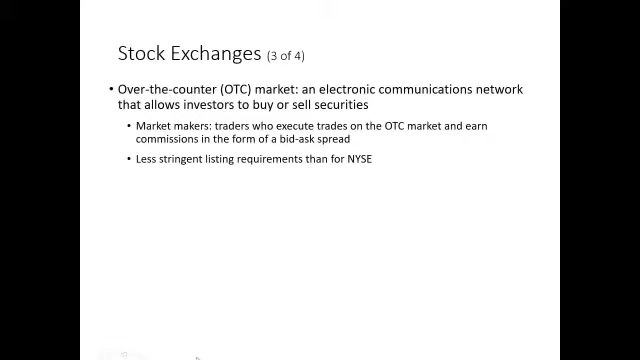 Stock Exchanges (3 of 4)
• Over-the-counter (OTC) market: an electronic communications network
that allows investors to buy or sell securities
• Market makers: traders who execute trades on the OTC market and earn
commissions in the form of a bid-ask spread
• Less stringent listing requirements than for NYSE